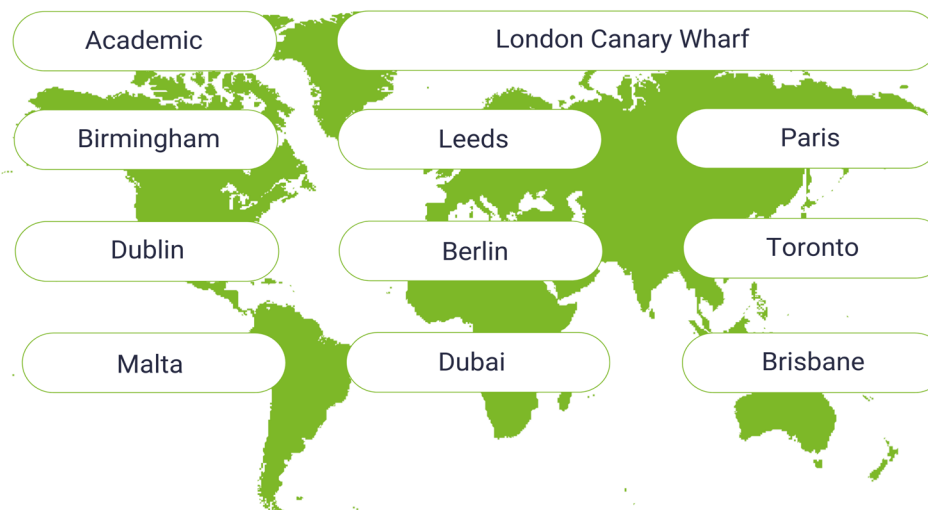 Academic
London Canary Wharf
Birmingham
Leeds
Paris
Dublin
Berlin
Toronto
Malta
Dubai
Brisbane